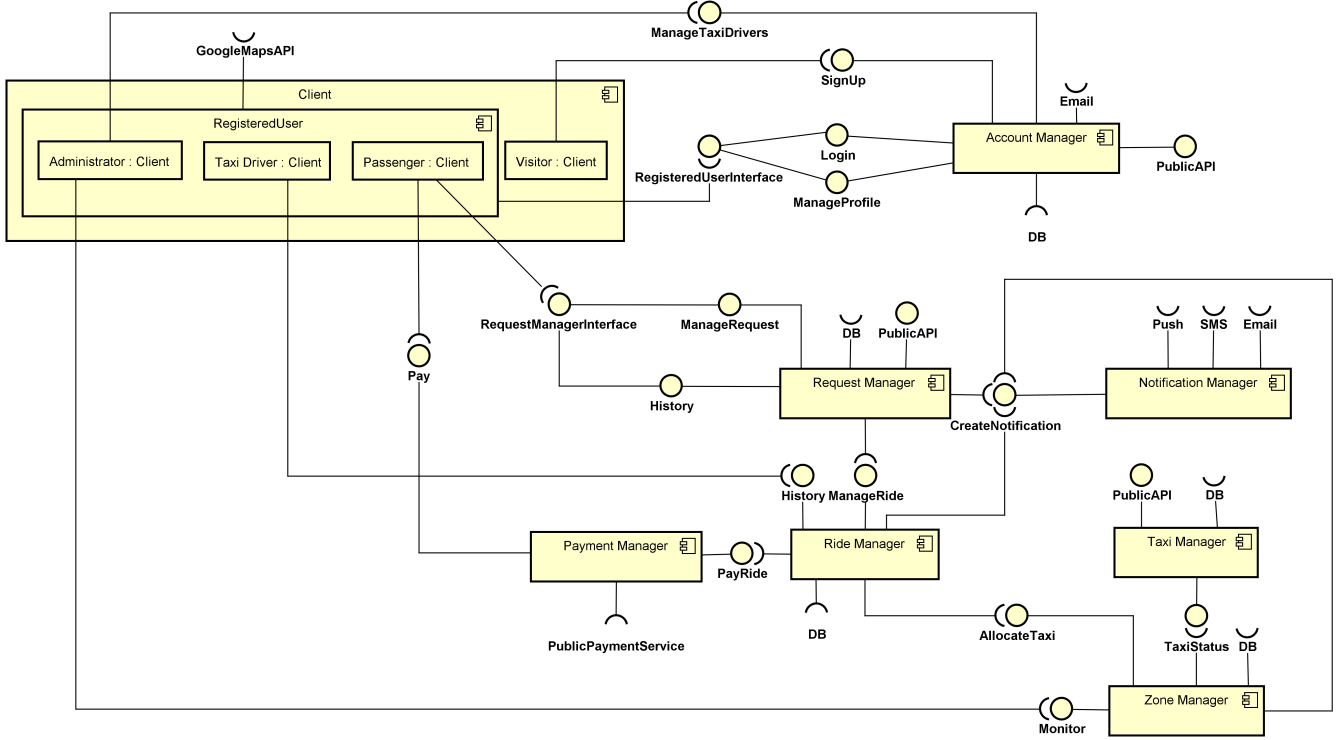 ManageTaxiDrivers
GoogleMapsAPI
SignUp
Client
Email
RegisteredUser
Account Manager
Administrator : Client
Taxi Driver : Client
Passenger : Client
Visitor : Client
Login
PublicAPI
RegisteredUserInterface
ManageProfile
DB
RequestManagerInterface
ManageRequest
DB
PublicAPI
Push
SMS
Email
Pay
Request Manager
Notification Manager
History
CreateNotification
History
ManageRide
PublicAPI
DB
Payment Manager
Ride Manager
Taxi Manager
PayRide
PublicPaymentService
DB
AllocateTaxi
TaxiStatus
DB
Zone Manager
Monitor